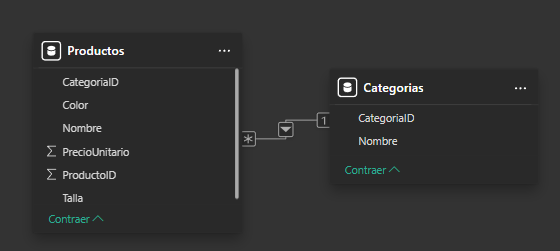 Productos
CategoriaID
Color
Nombre
PrecioUnitario
ProductoID
Talla
Contraer
*
1
Categorias
CategoriaID
Nombre
Contraer